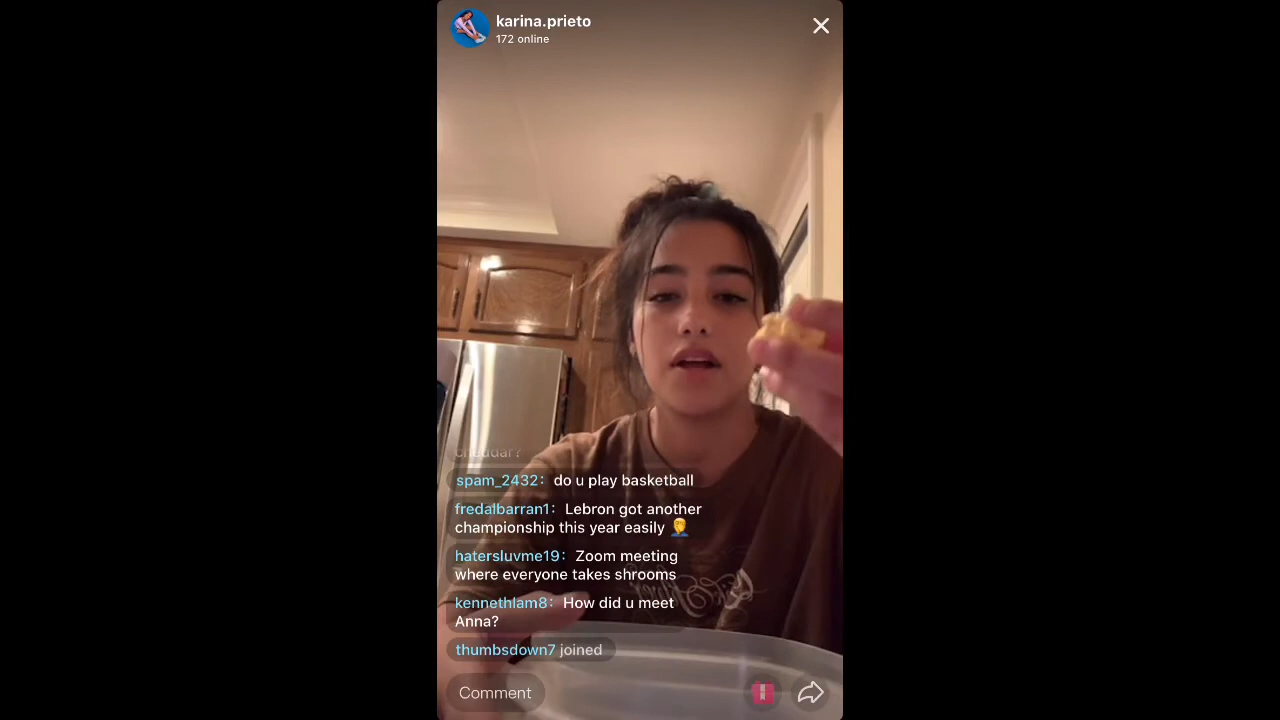 karina.prieto
172 online
cheddar?
spam_2432: do u play basketball
fredalbarran1: Lebron got another
championship this year easily 🤦‍♂️
hatersluvme19: Zoom meeting
where everyone takes shrooms
kennethlam8: How did u meet
Anna?
thumbsdown7 joined
Comment